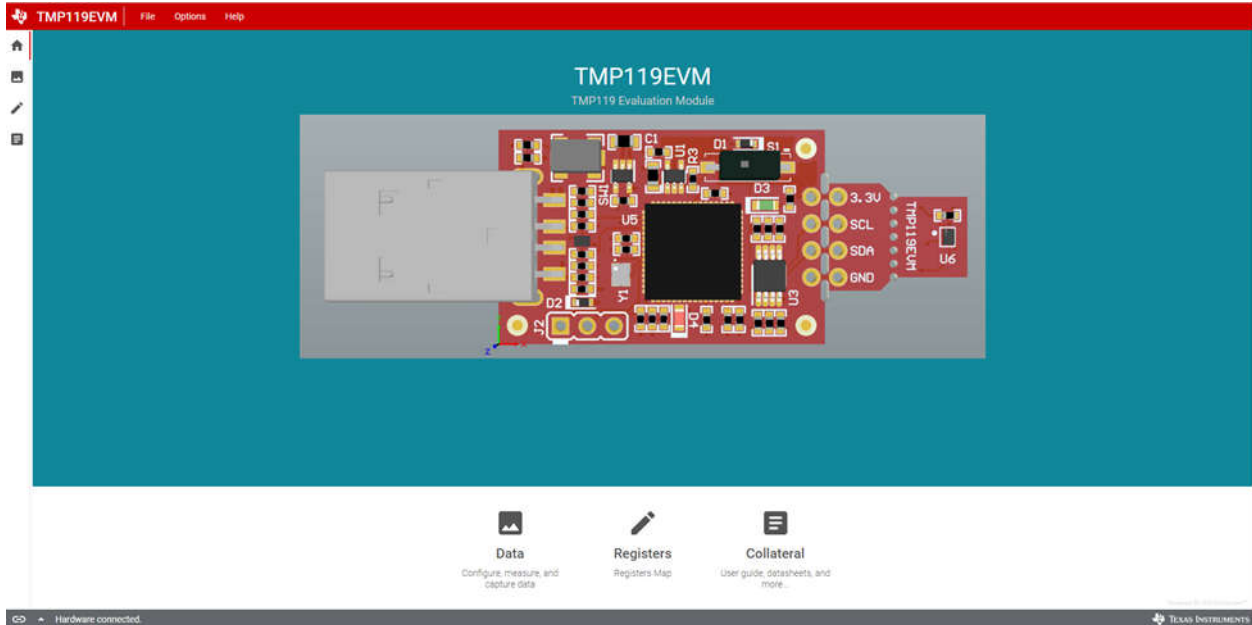 TMP119EVM File Options Help
TMP119EVM
TMP119 Evaluation Module
C1
U1
R3
D1
S1
SW1
D3
U5
3.3V
SCL
SDA
GND
TMP119EVM
U6
Y1
U3
D2
D4
J2
Z
X
Data
Configure, measure, and
capture data
Registers
Registers Map
Collateral
User guide, datasheets, and
more...
Hardware connected.
TEXAS INSTRUMENTS